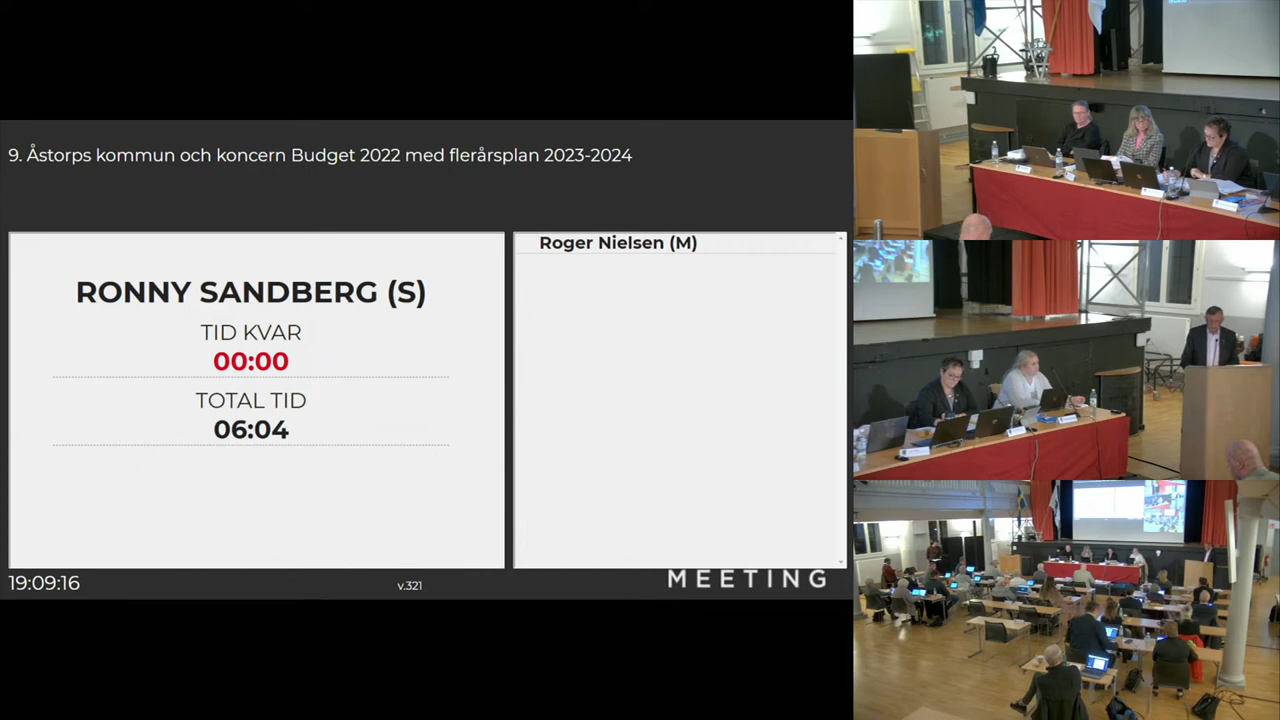 9. Åstorps kommun och koncern Budget 2022 med flerårsplan 2023-2024
RONNY SANDBERG (S)
TID KVAR
00:00
TOTAL TID
06:04
Roger Nielsen (M)
19:09:16
v.321
MEETING